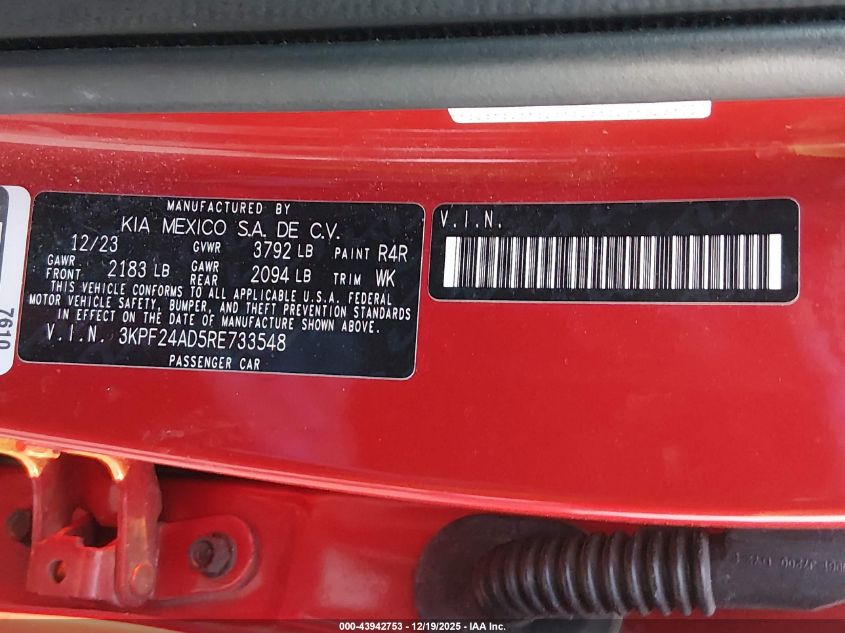 MANUFACTURED BY
KIA MEXICO S.A. DE C.V.
12/23 GVWR 3792 LB PAINT R4R
GAWR FRONT 2183 LB GAWR REAR 2094 LB TRIM WK
THIS VEHICLE CONFORMS TO ALL APPLICABLE U.S.A. FEDERAL
MOTOR VEHICLE SAFETY, BUMPER, AND THEFT PREVENTION STANDARDS
IN EFFECT ON THE DATE OF MANUFACTURE SHOWN ABOVE.
V.I.N. 3KPF24AD5RE733548
PASSENGER CAR
V.I.N.
7610
000-43942753 - 12/19/2025 - IAA Inc.